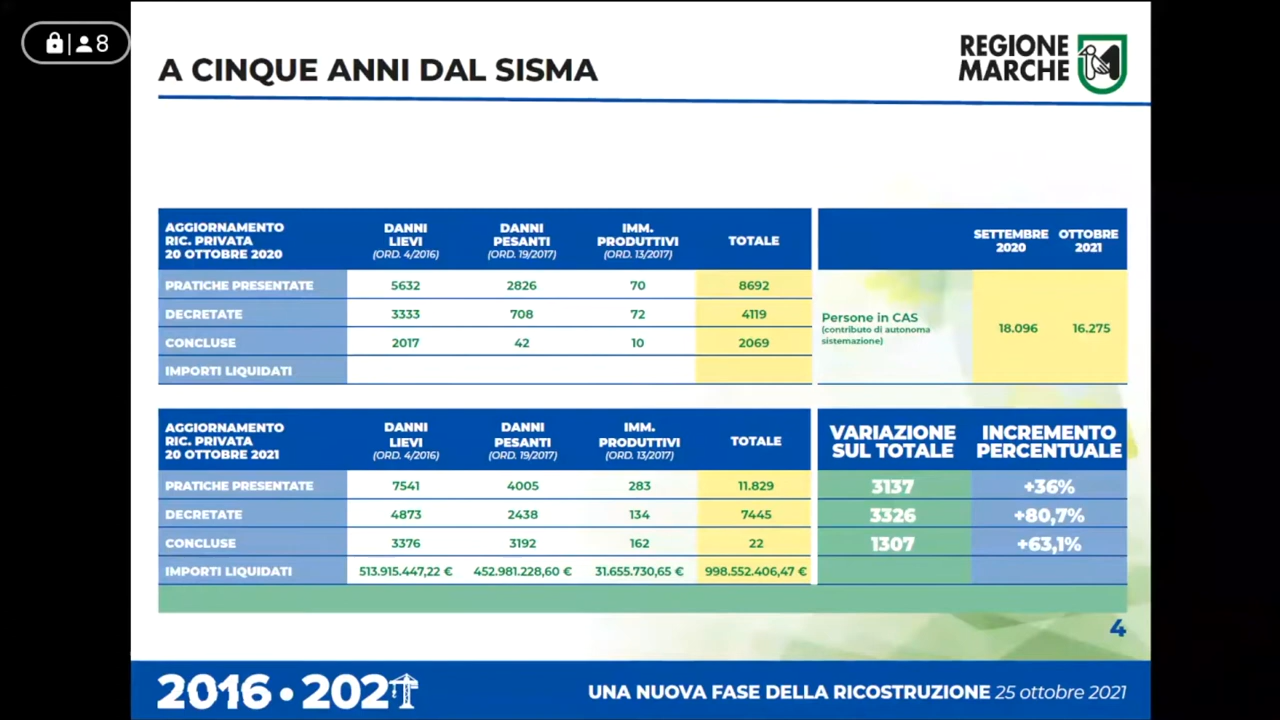 8
A CINQUE ANNI DAL SISMA
REGIONE
MARCHE
AGGIORNAMENTO
RIC. PRIVATA
20 OTTOBRE 2020
DANNI
LIEVI
(ORD. 4/2016)
DANNI
PESANTI
(ORD. 19/2017)
IMM.
PRODUTTIVI
(ORD. 13/2017)
TOTALE
PRATICHE PRESENTATE 5632 2826 70 8692
DECRETATE 3333 708 72 4119
CONCLUSE 2017 42 10 2069
IMPORTI LIQUIDATI
SETTEMBRE
2020
OTTOBRE
2021
Persone in CAS
(contributo di autonoma
sistemazione)
18.096 16.275
AGGIORNAMENTO
RIC. PRIVATA
20 OTTOBRE 2021
DANNI
LIEVI
(ORD. 4/2016)
DANNI
PESANTI
(ORD. 19/2017)
IMM.
PRODUTTIVI
(ORD. 13/2017)
TOTALE
VARIAZIONE
SUL TOTALE
INCREMENTO
PERCENTUALE
PRATICHE PRESENTATE 7541 4005 283 11.829 3137 +36%
DECRETATE 4873 2438 134 7445 3326 +80,7%
CONCLUSE 3376 3192 162 22 1307 +63,1%
IMPORTI LIQUIDATI 513.915.447,22 € 452.981.228,60 € 31.655.730,65 € 998.552.406,47 €
4
2016 • 202
UNA NUOVA FASE DELLA RICOSTRUZIONE 25 ottobre 2021